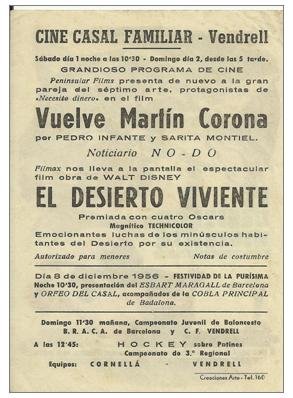 CINE CASAL FAMILIAR - Vendrell
Sábado dia 1 noche a las 10'30 - Domingo dia 2, desde las 5 tarde.
GRANDIOSO PROGRAMA DE CINE
Peninsular Films presenta de nuevo a la gran
pareja del séptimo arte, protagonistas de
«Necesito dinero» en el film
Vuelve Martín Corona
por PEDRO INFANTE y SARITA MONTIEL.
Noticiario NO-DO
Filmax nos lleva a la pantalla el espectacular
film obra de WALT DISNEY
EL DESIERTO VIVIENTE
Premiada con cuatro Oscars
Magnífico TECHNICOLOR
Emocionantes luchas de los minúsculos habi-
tantes del Desierto por su existencia.
Autorizado para menores Notas de costumbre
Día 8 de diciembre 1956 - FESTIVIDAD DE LA PURÍSIMA
Noche 10'30, presentación del ESBART MARAGALL de Barcelona
y ORFEO DEL CASAL, acompañados de la COBLA PRINCIPAL
de Badalona.
Domingo 11'30 mañana, Campeonato Juvenil de Baloncesto
B. R. A. C. A. de Barcelona y C. F. VENDRELL
A las 12'45: HOCKEY sobre Patines
Campeonato de 3.ª Regional
Equipos: CORNELLÁ - VENDRELL
Creaciones Arte - Tel. 160